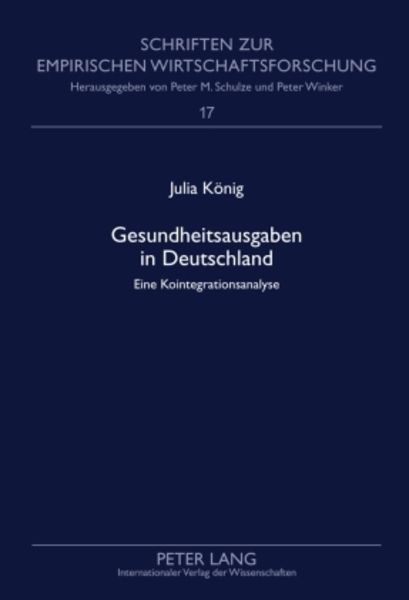 SCHRIFTEN ZUR
EMPIRISCHEN WIRTSCHAFTSFORSCHUNG
Herausgegeben von Peter M. Schulze und Peter Winker
17
Julia König
Gesundheitsausgaben
in Deutschland
Eine Kointegrationsanalyse
PETER LANG
Internationaler Verlag der Wissenschaften